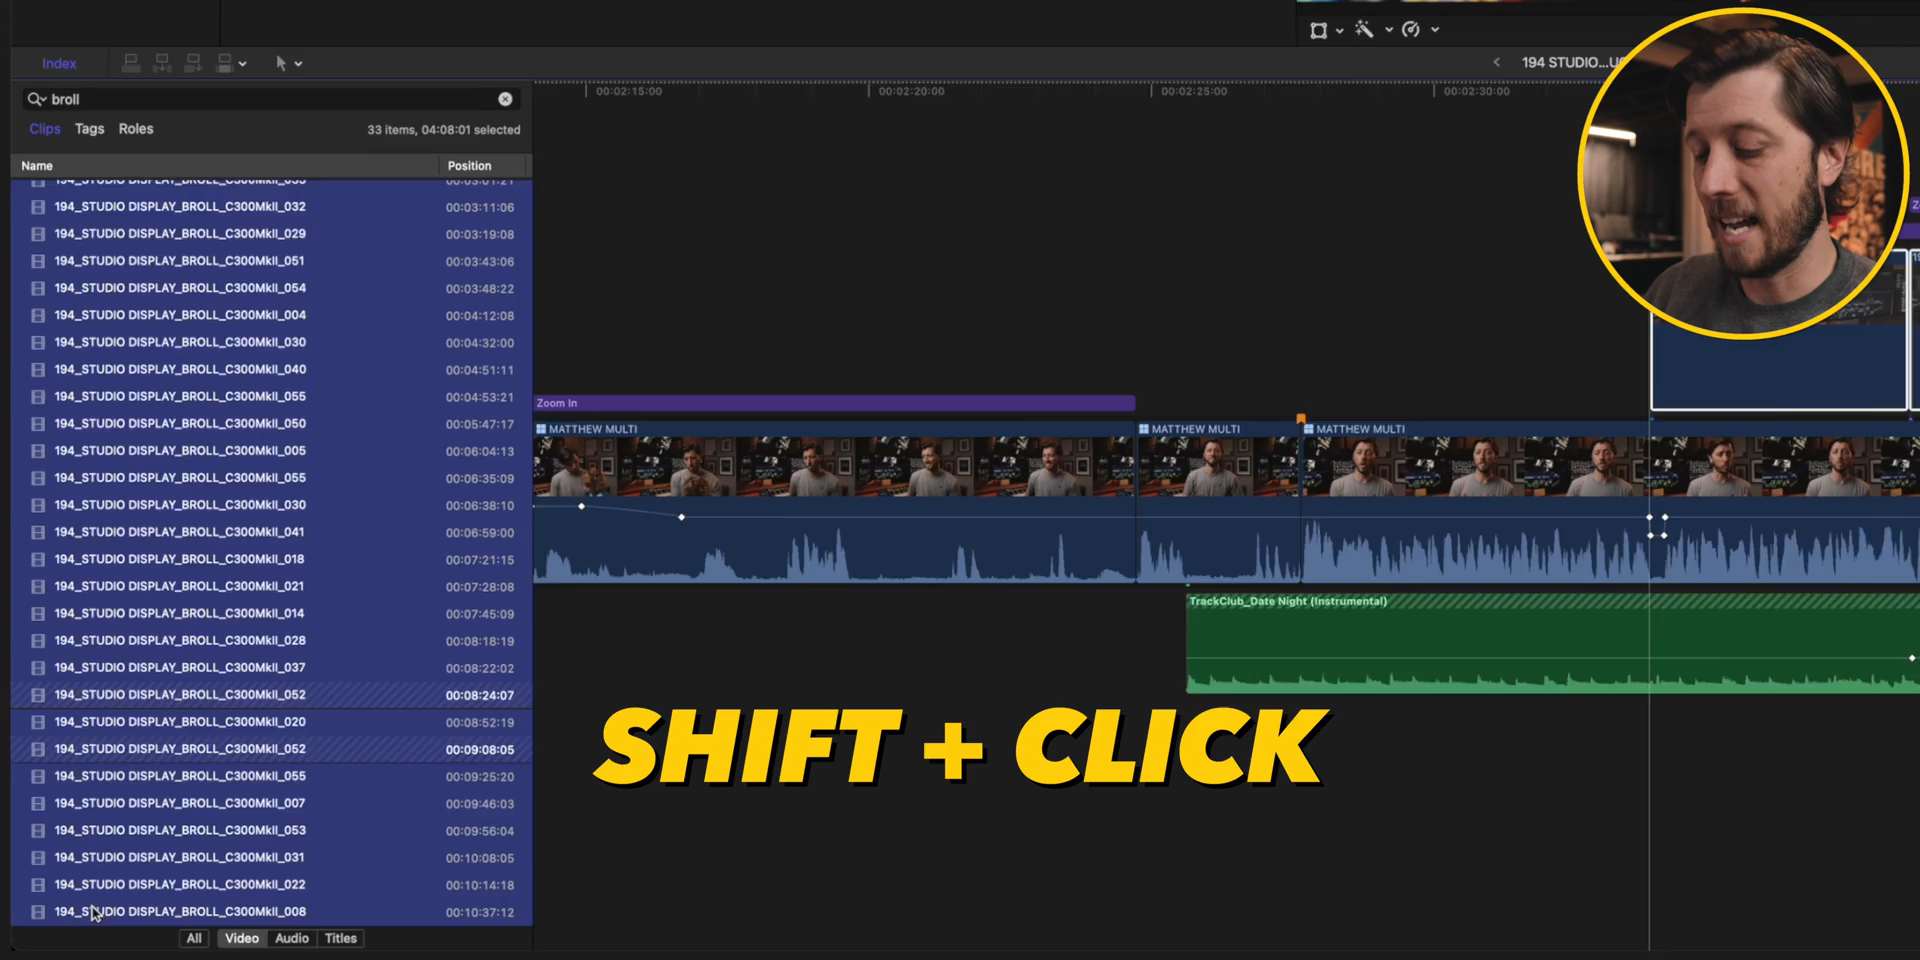 Index
194 STUDIO...U
broll
00:02:15:00
00:02:20:00
00:02:25:00
00:02:30:00
Clips
Tags
Roles
33 items, 04:08:01 selected
Name
Position
194_STUDIO DISPLAY_BROLL_C300MkII_032 00:03:11:06
194_STUDIO DISPLAY_BROLL_C300MkII_029 00:03:19:08
194_STUDIO DISPLAY_BROLL_C300MkII_051 00:03:43:06
194_STUDIO DISPLAY_BROLL_C300MkII_054 00:03:48:22
194_STUDIO DISPLAY_BROLL_C300MkII_004 00:04:12:08
194_STUDIO DISPLAY_BROLL_C300MkII_030 00:04:32:00
194_STUDIO DISPLAY_BROLL_C300MkII_040 00:04:51:11
194_STUDIO DISPLAY_BROLL_C300MkII_055 00:04:53:21
194_STUDIO DISPLAY_BROLL_C300MkII_050 00:05:47:17
194_STUDIO DISPLAY_BROLL_C300MkII_005 00:06:04:13
194_STUDIO DISPLAY_BROLL_C300MkII_055 00:06:35:09
194_STUDIO DISPLAY_BROLL_C300MkII_030 00:06:38:10
194_STUDIO DISPLAY_BROLL_C300MkII_041 00:06:59:00
194_STUDIO DISPLAY_BROLL_C300MkII_018 00:07:21:15
194_STUDIO DISPLAY_BROLL_C300MkII_021 00:07:28:08
194_STUDIO DISPLAY_BROLL_C300MkII_014 00:07:45:09
194_STUDIO DISPLAY_BROLL_C300MkII_028 00:08:18:19
194_STUDIO DISPLAY_BROLL_C300MkII_037 00:08:22:02
194_STUDIO DISPLAY_BROLL_C300MkII_052 00:08:24:07
194_STUDIO DISPLAY_BROLL_C300MkII_020 00:08:52:19
194_STUDIO DISPLAY_BROLL_C300MkII_052 00:09:08:05
194_STUDIO DISPLAY_BROLL_C300MkII_055 00:09:25:20
194_STUDIO DISPLAY_BROLL_C300MkII_007 00:09:46:03
194_STUDIO DISPLAY_BROLL_C300MkII_053 00:09:56:04
194_STUDIO DISPLAY_BROLL_C300MkII_031 00:10:08:05
194_STUDIO DISPLAY_BROLL_C300MkII_022 00:10:14:18
194_STUDIO DISPLAY_BROLL_C300MkII_008 00:10:37:12
All
Video
Audio
Titles
Zoom In
MATTHEW MULTI
MATTHEW MULTI
MATTHEW MULTI
TrackClub_Date Night (Instrumental)
SHIFT + CLICK